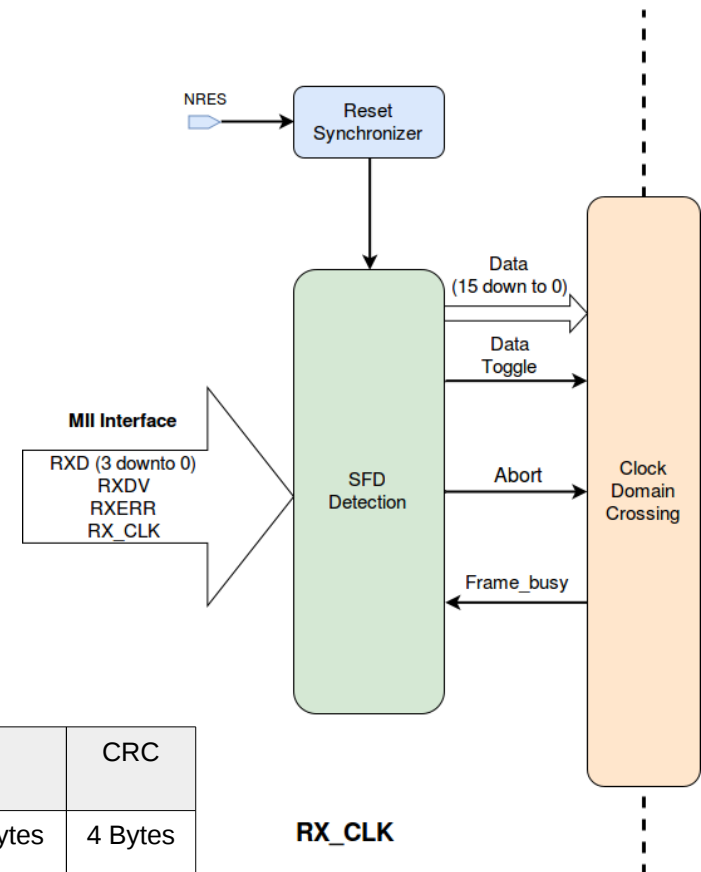 NRES
Reset
Synchronizer
Data
(15 down to 0)
Data
Toggle
MII Interface
RXD (3 downto 0)
RXDV
RXERR
RX_CLK
SFD
Detection
Abort
Clock
Domain
Crossing
Frame_busy
CRC
4 Bytes
RX_CLK